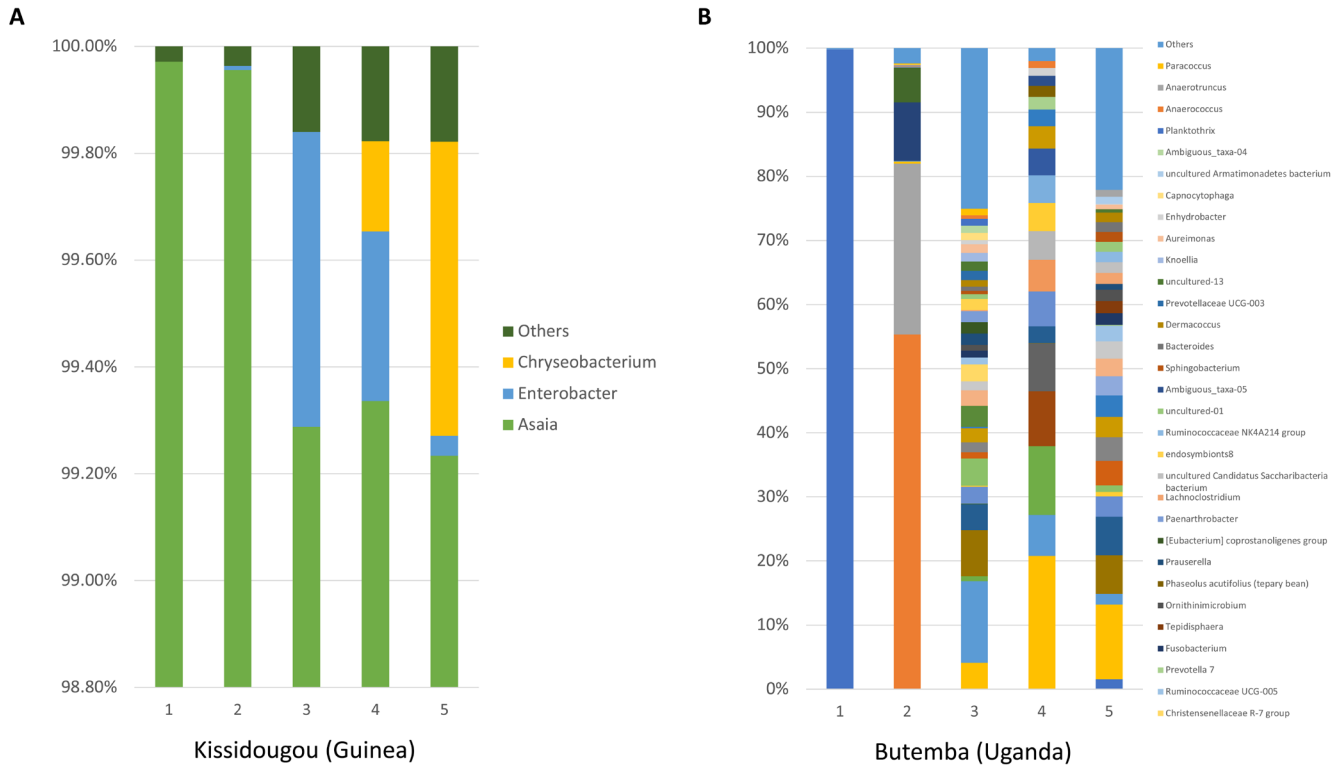 A
100.00%
99.80%
99.60%
99.40%
99.20%
99.00%
98.80%
1 2 3 4 5
Kissidougou (Guinea)
Others
Chryseobacterium
Enterobacter
Asaia
B
100%
90%
80%
70%
60%
50%
40%
30%
20%
10%
0%
1 2 3 4 5
Butemba (Uganda)
Others
Paracoccus
Anaerotruncus
Anaerococcus
Planktothrix
Ambiguous_taxa-04
uncultured Armatimonadetes bacterium
Capnocytophaga
Enhydrobacter
Aureimonas
Knoellia
uncultured-13
Prevotellaceae UCG-003
Dermacoccus
Bacteroides
Sphingobacterium
Ambiguous_taxa-05
uncultured-01
Ruminococcaceae NK4A214 group
endosymbionts8
uncultured Candidatus Saccharibacteria
bacterium
Lachnoclostridium
Paenarthrobacter
[Eubacterium] coprostanoligenes group
Prauserella
Phaseolus acutifolius (tepary bean)
Ornithinimicrobium
Tepidisphaera
Fusobacterium
Prevotella 7
Ruminococcaceae UCG-005
Christensenellaceae R-7 group